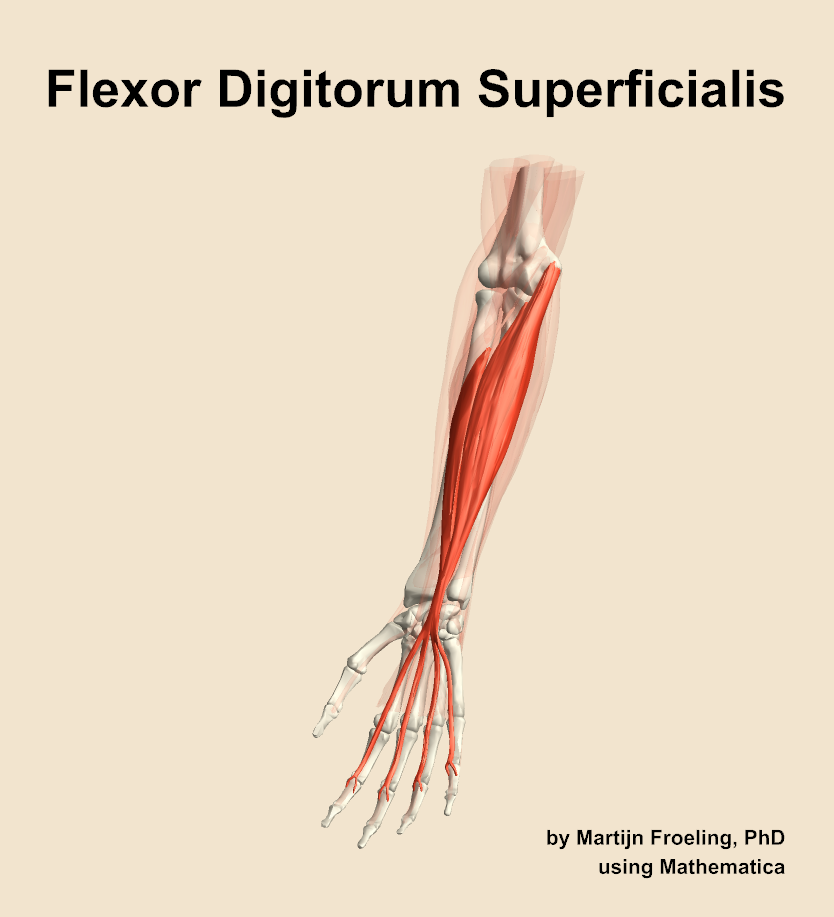 Flexor Digitorum Superficialis
by Martijn Froeling, PhD
using Mathematica